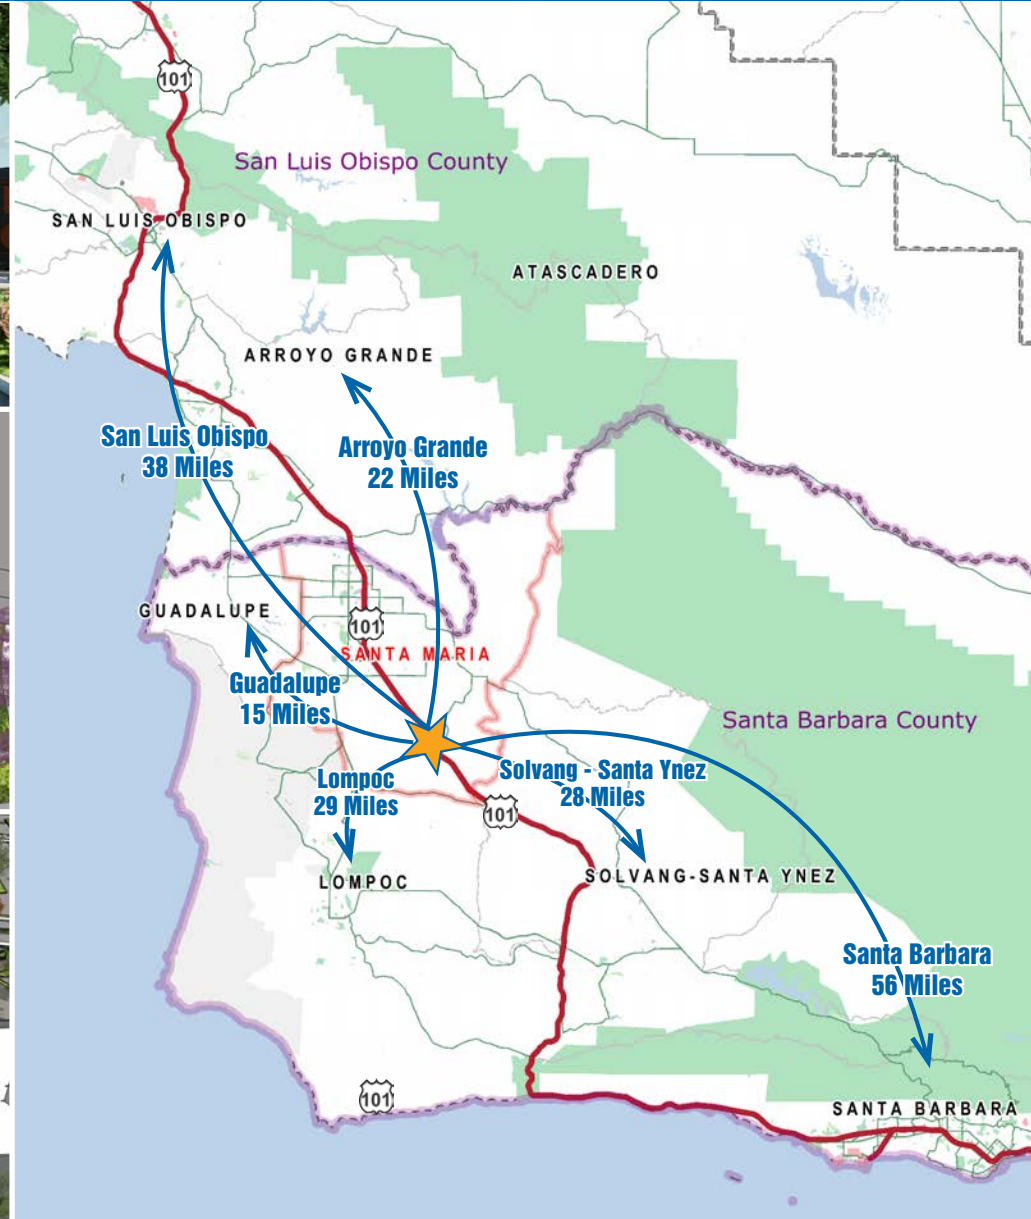 101
San Luis Obispo County
SAN LUIS OBISPO
ATASCADERO
ARROYO GRANDE
San Luis Obispo
38 Miles
Arroyo Grande
22 Miles
GUADALUPE
101
SANTA MARIA
Guadalupe
15 Miles
Santa Barbara County
Lompoc
29 Miles
Solvang - Santa Ynez
28 Miles
101
LOMPOC
SOLVANG-SANTA YNEZ
Santa Barbara
56 Miles
101
SANTA BARBARA